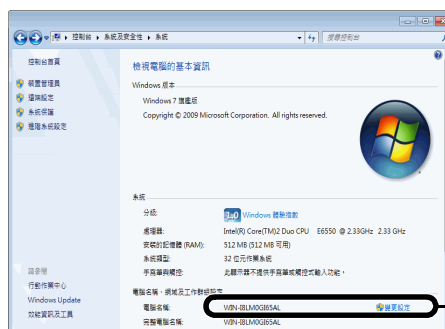 控制台 ▸ 系統及安全性 ▸ 系統
搜尋控制台
控制台首頁
裝置管理員
遠端設定
系統保護
進階系統設定
請參閱
行動作業中心
Windows Update
效能資訊及工具
檢視電腦的基本資訊
Windows 版本
Windows 7 旗艦版
Copyright © 2009 Microsoft Corporation. All rights reserved.
系統
分級: 1.0 Windows 體驗指數
處理器: Intel(R) Core(TM)2 Duo CPU E6550 @ 2.33GHz 2.33 GHz
安裝的記憶體 (RAM): 512 MB (512 MB 可用)
系統類型: 32 位元作業系統
手寫筆與觸控: 此顯示器不提供手寫筆或觸控式輸入功能。
電腦名稱、網域及工作群組設定
電腦名稱: WIN-I8LM0GI65AL 變更設定
完整電腦名稱: WIN-I8LM0GI65AL